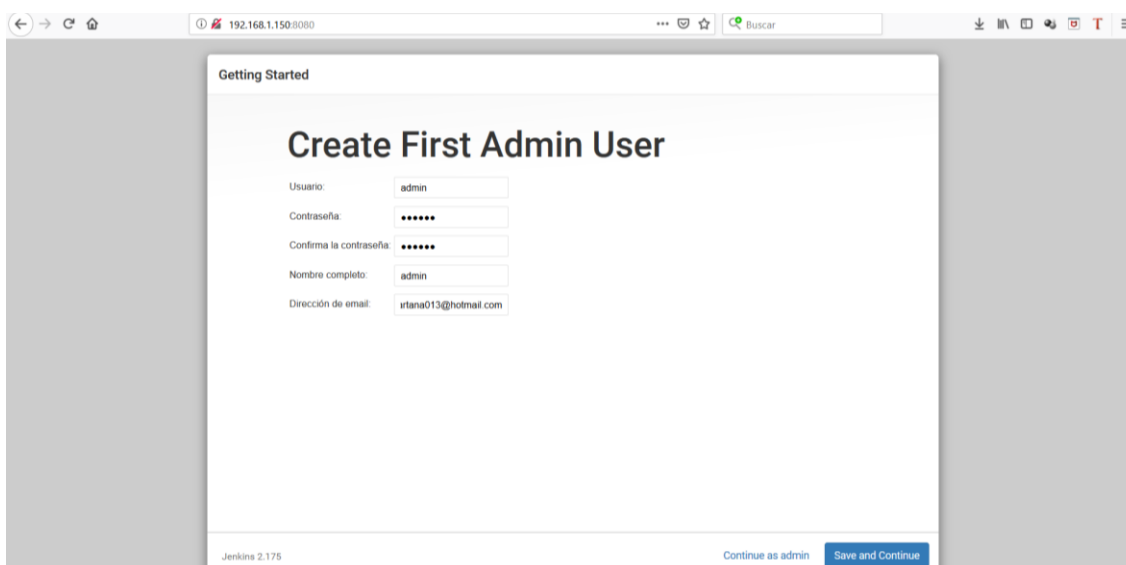 192.168.1.150:8080
Buscar
Getting Started
Create First Admin User
Usuario: admin
Contraseña: ••••••
Confirma la contraseña: ••••••
Nombre completo: admin
Dirección de email: rtana013@hotmail.com
Jenkins 2.175
Continue as admin
Save and Continue